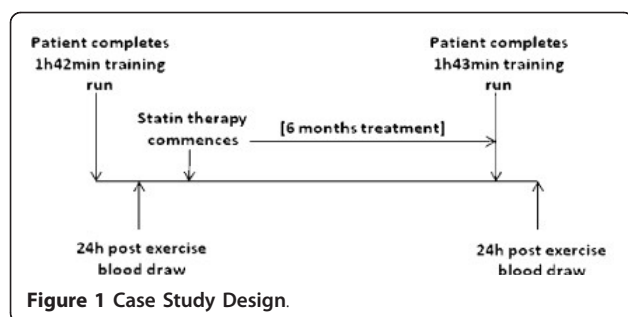 Patient completes
1h42min training
run
Patient completes
1h43min training
run
Statin therapy
commences
[6 months treatment]
24h post exercise
blood draw
24h post exercise
blood draw
Figure 1 Case Study Design.